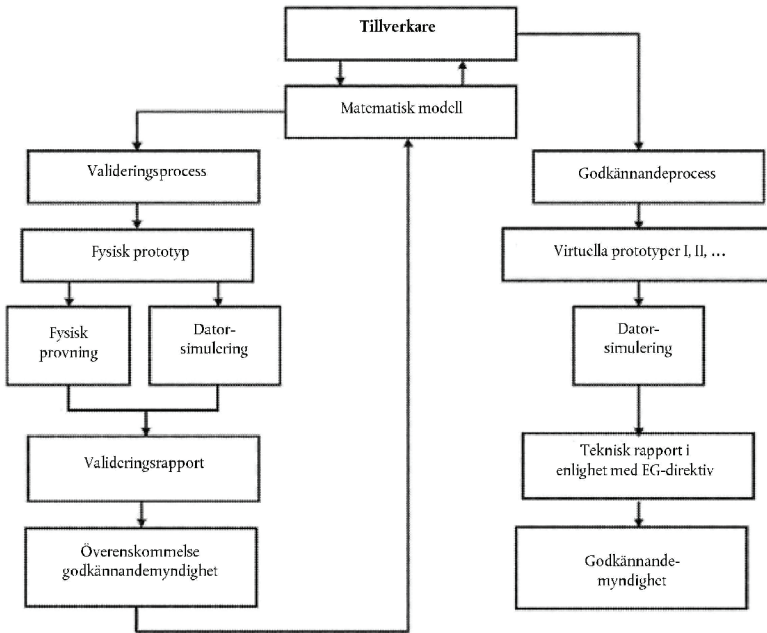 Tillverkare
Matematisk modell
Valideringsprocess
Fysisk prototyp
Fysisk
provning
Dator-
simulering
Valideringsrapport
Överenskommelse
godkännandemyndighet
Godkännandeprocess
Virtuella prototyper I, II, ...
Dator-
simulering
Teknisk rapport i
enlighet med EG-direktiv
Godkännande-
myndighet